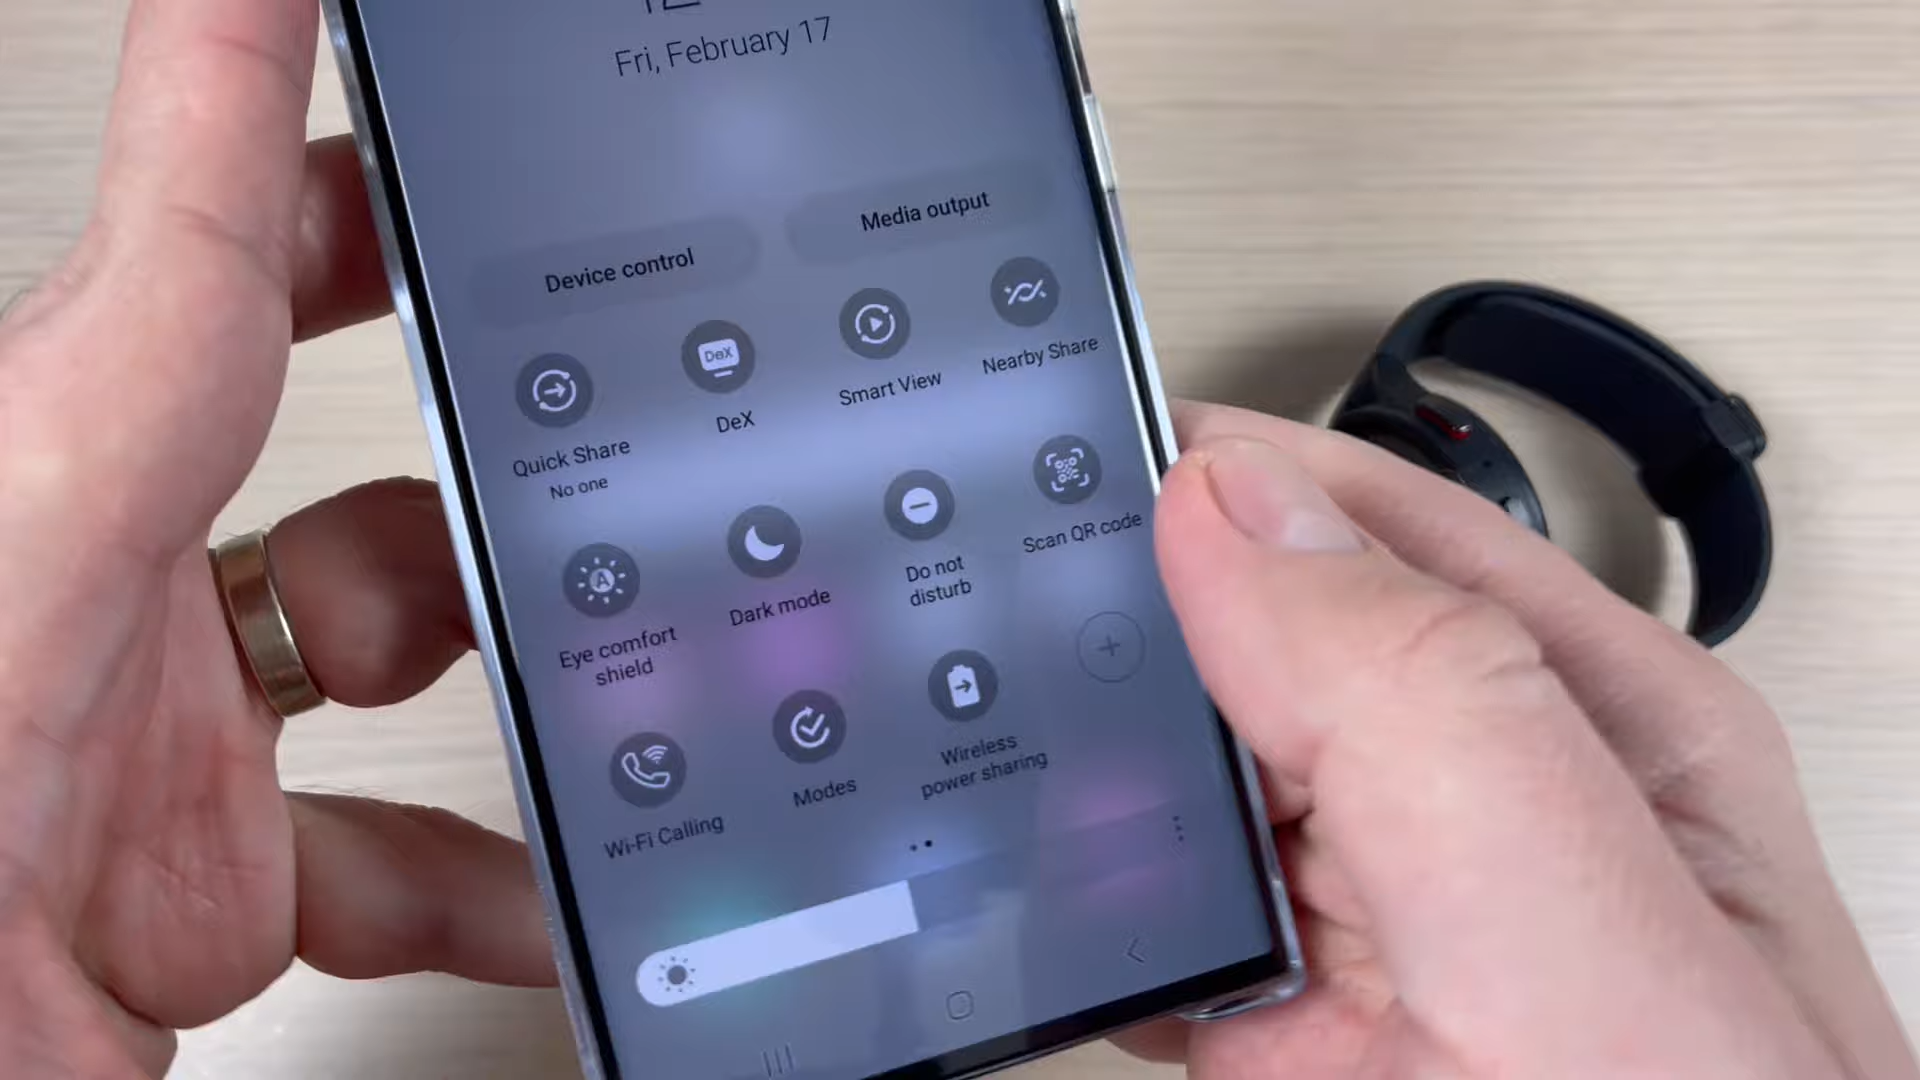 Fri, February 17
Device control
Media output
DeX
Quick Share
No one
DeX
Smart View
Nearby Share
A
Eye comfort
shield
Dark mode
Do not
disturb
Scan QR code
Wi-Fi Calling
Modes
Wireless
power sharing